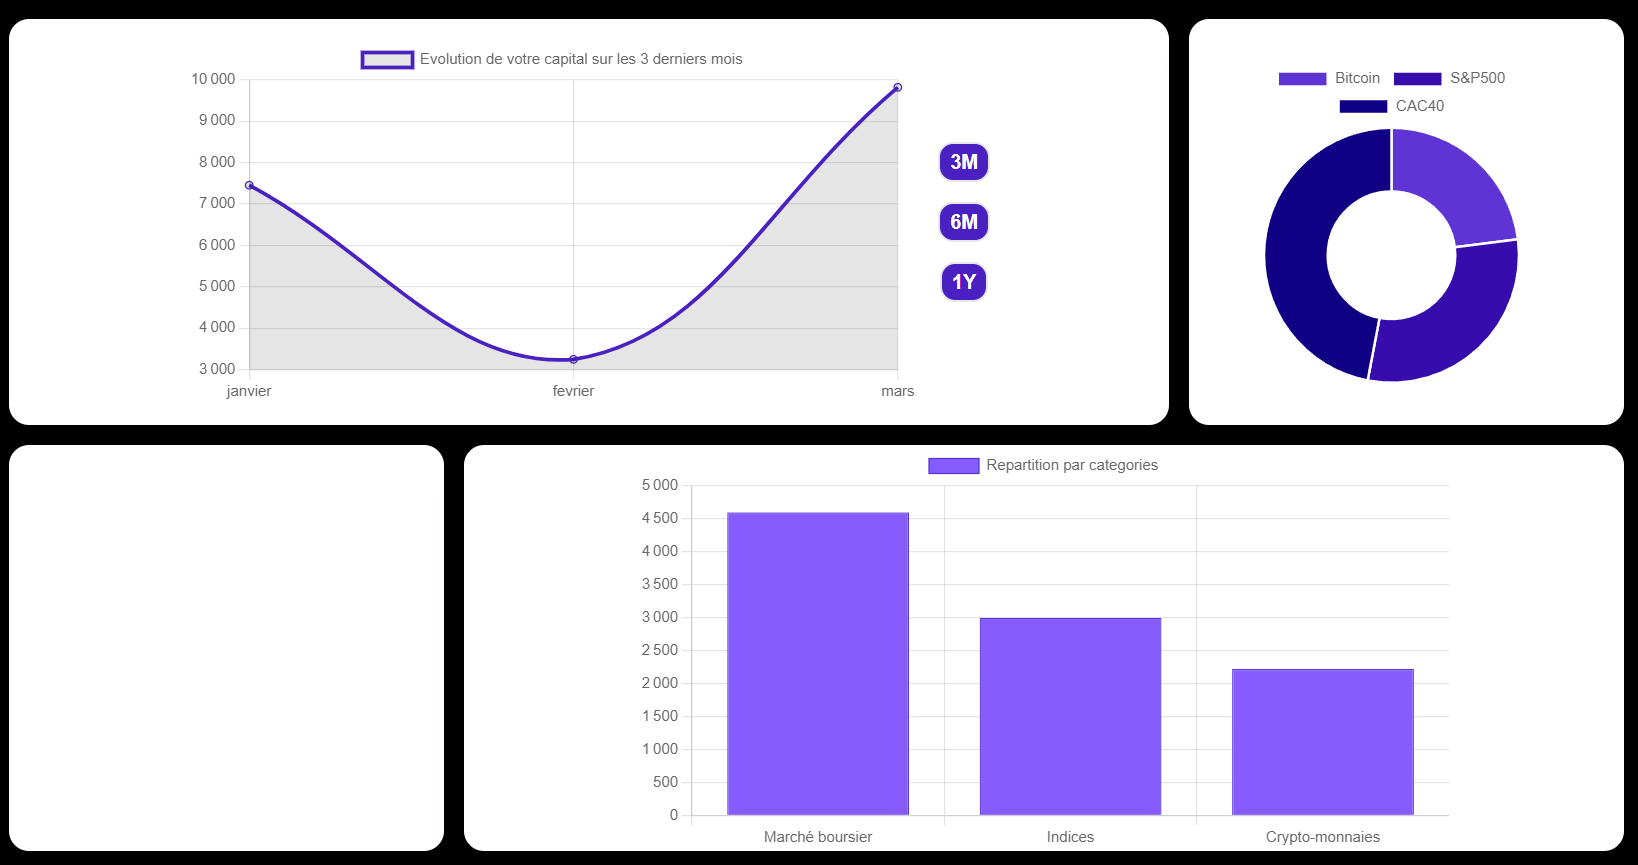 Evolution de votre capital sur les 3 derniers mois
10 000
9 000
8 000
7 000
6 000
5 000
4 000
3 000
janvier fevrier mars
3M
6M
1Y
Bitcoin S&P500
CAC40
Repartition par categories
5 000
4 500
4 000
3 500
3 000
2 500
2 000
1 500
1 000
500
0
Marché boursier Indices Crypto-monnaies